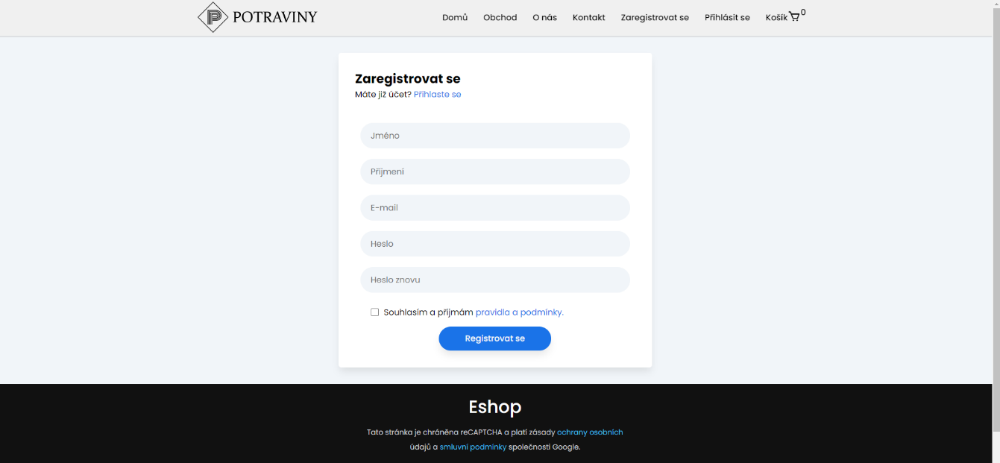 POTRAVINY
Domů Obchod O nás Kontakt Zaregistrovat se Přihlásit se Košík 0
Zaregistrovat se
Máte již účet? Přihlaste se
Jméno
Příjmení
E-mail
Heslo
Heslo znovu
Souhlasím a příjmám pravidla a podmínky.
Registrovat se
Eshop
Tato stránka je chráněna reCAPTCHA a platí zásady ochrany osobních
údajů a smluvní podmínky společnosti Google.